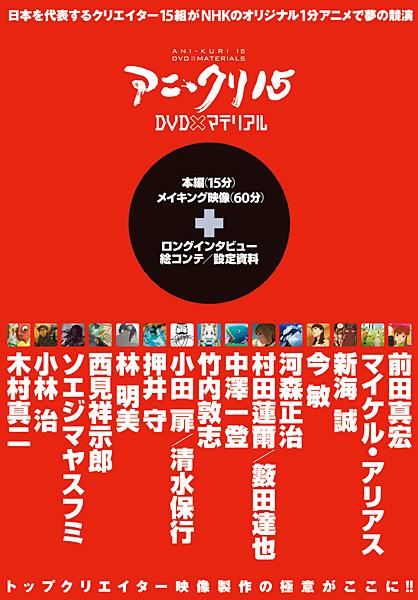 日本を代表するクリエイター15組がNHKのオリジナル1分アニメで夢の競演
ANI-KURI 15
DVD×MATERIALS
アニ・クリ15
DVD×マテリアル
本編(15分)
メイキング映像(60分)
+
ロングインタビュー
絵コンテ/設定資料
前田真宏
マイケル・アリアス
新海 誠
今 敏
河森正治
村田蓮爾/籔田達也
中澤一登
竹内敦志
小田 扉/清水保行
押井 守
林 明美
西見祥示郎
ソエジマヤスフミ
小林 治
木村真二
トップクリエイター映像製作の極意がここに!!